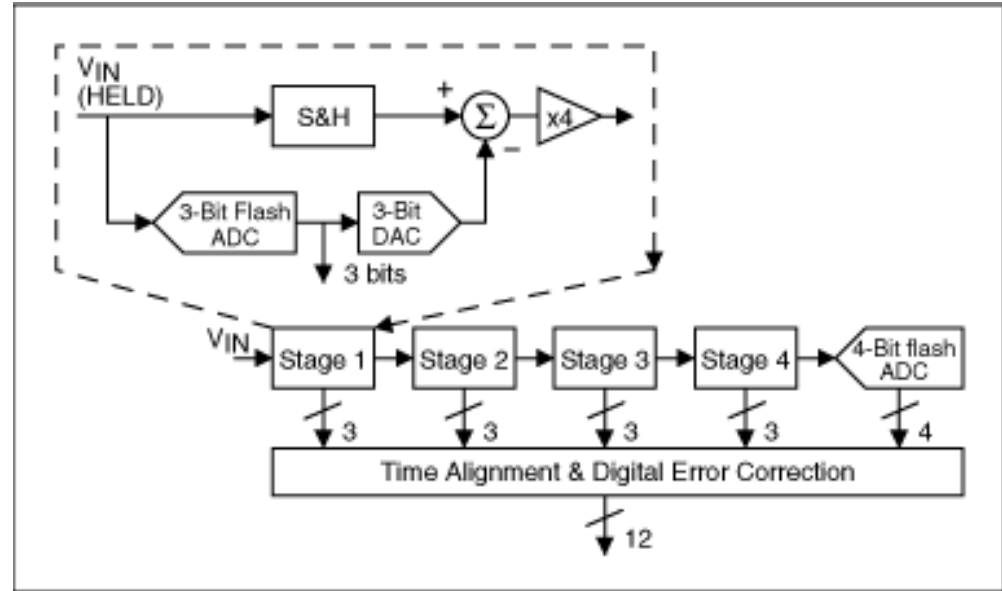 VIN
(HELD)
S&H
+
Σ
−
x4
3-Bit Flash
ADC
3-Bit
DAC
3 bits
VIN
Stage 1
Stage 2
Stage 3
Stage 4
4-Bit flash
ADC
3
3
3
3
4
Time Alignment & Digital Error Correction
12